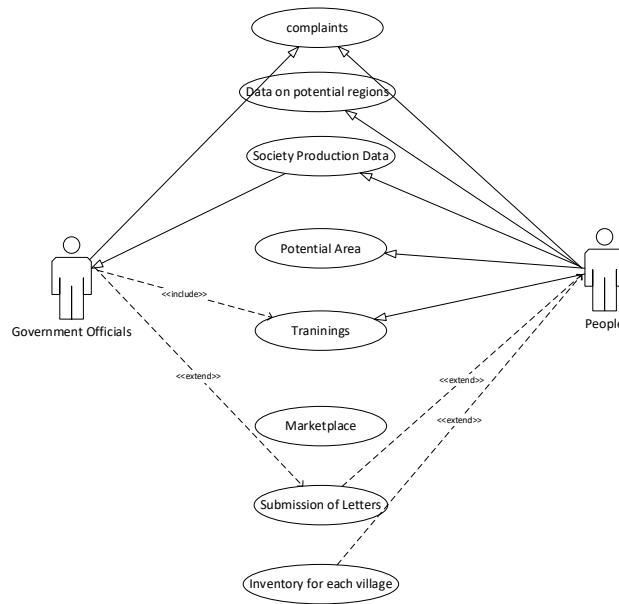 complaints
Data on potential regions
Society Production Data
Potential Area
<<include>>
Government Officials
Traninings
People
<<extend>>
<<extend>>
<<extend>>
Marketplace
Submission of Letters
Inventory for each village